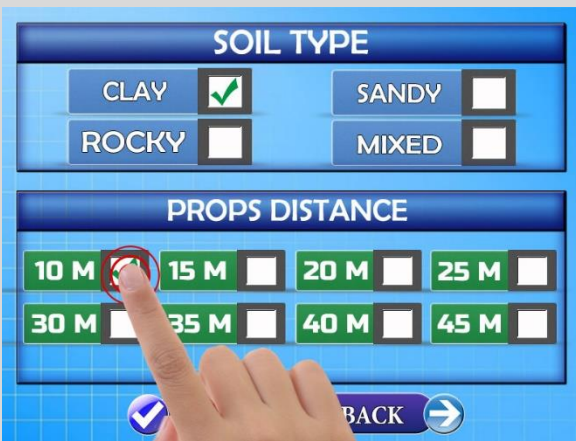 SOIL TYPE
CLAY SANDY
ROCKY MIXED
PROPS DISTANCE
10 M 15 M 20 M 25 M
30 M 35 M 40 M 45 M
BACK